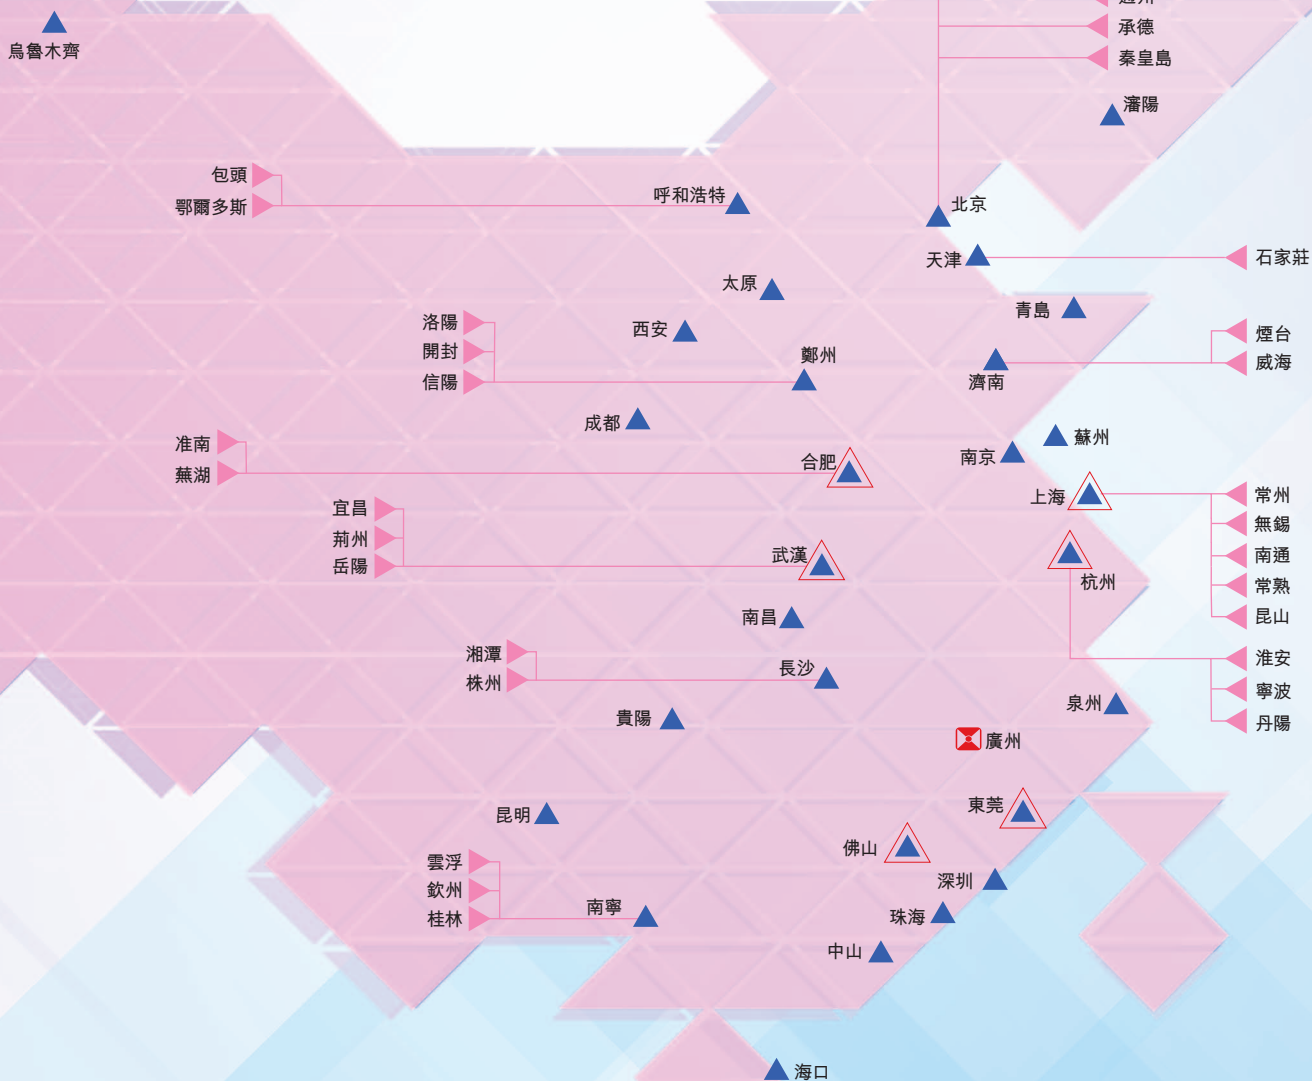 承德
烏魯木齊
秦皇島
瀋陽
包頭
呼和浩特
北京
鄂爾多斯
天津
石家莊
太原
青島
洛陽
西安
煙台
開封
鄭州
威海
信陽
濟南
成都
蘇州
准南
合肥
南京
蕪湖
上海
常州
宜昌
無錫
荊州
武漢
南通
岳陽
杭州
常熟
南昌
昆山
湘潭
長沙
淮安
株州
寧波
貴陽
泉州
丹陽
廣州
昆明
東莞
佛山
雲浮
深圳
欽州
南寧
珠海
桂林
中山
海口